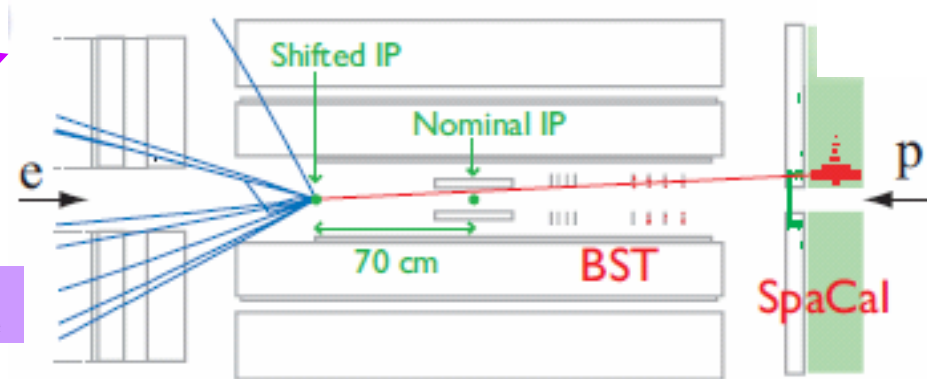 Shifted IP
Nominal IP
e
p
70 cm
BST
SpaCal